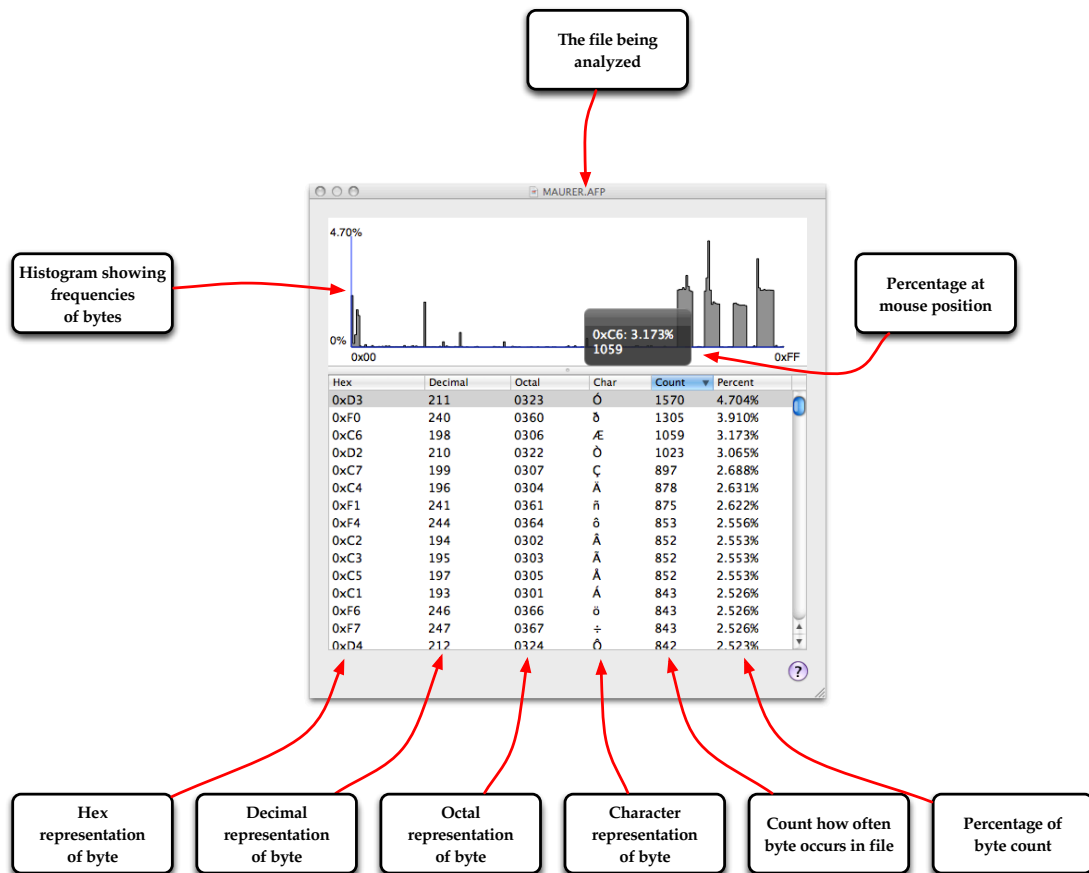 The file being
analyzed
MAURER.AFP
4.70%
0%
0x00
0xFF
0xC6: 3.173%
1059
Histogram showing
frequencies
of bytes
Percentage at
mouse position
Hex Decimal Octal Char Count Percent
0xD3 211 0323 Ó 1570 4.704%
0xF0 240 0360 ð 1305 3.910%
0xC6 198 0306 Æ 1059 3.173%
0xD2 210 0322 Ò 1023 3.065%
0xC7 199 0307 Ç 897 2.688%
0xC4 196 0304 Ä 878 2.631%
0xF1 241 0361 ñ 875 2.622%
0xF4 244 0364 ô 853 2.556%
0xC2 194 0302 Â 852 2.553%
0xC3 195 0303 Ã 852 2.553%
0xC5 197 0305 Å 852 2.553%
0xC1 193 0301 Á 843 2.526%
0xF6 246 0366 ö 843 2.526%
0xF7 247 0367 ÷ 843 2.526%
0xD4 212 0324 Ô 842 2.523%
?
Hex
representation
of byte
Decimal
representation
of byte
Octal
representation
of byte
Character
representation
of byte
Count how often
byte occurs in file
Percentage of
byte count